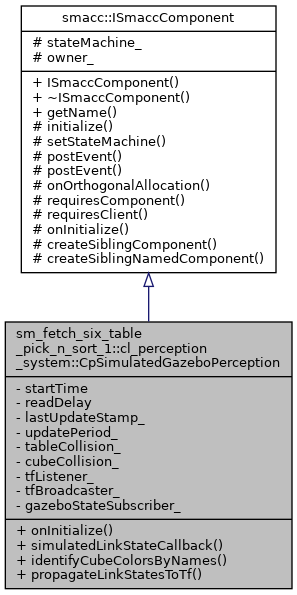 smacc::ISmaccComponent
# stateMachine_
# owner_
+ ISmaccComponent()
+ ~ISmaccComponent()
+ getName()
# initialize()
# setStateMachine()
# postEvent()
# postEvent()
# onOrthogonalAllocation()
# requiresComponent()
# requiresClient()
# onInitialize()
# createSiblingComponent()
# createSiblingNamedComponent()
sm_fetch_six_table
_pick_n_sort_1::cl_perception
_system::CpSimulatedGazeboPerception
- startTime
- readDelay
- lastUpdateStamp_
- updatePeriod_
- tableCollision_
- cubeCollision_
- tfListener_
- tfBroadcaster_
- gazeboStateSubscriber_
+ onInitialize()
+ simulatedLinkStateCallback()
+ identifyCubeColorsByNames()
+ propagateLinkStatesToTf()